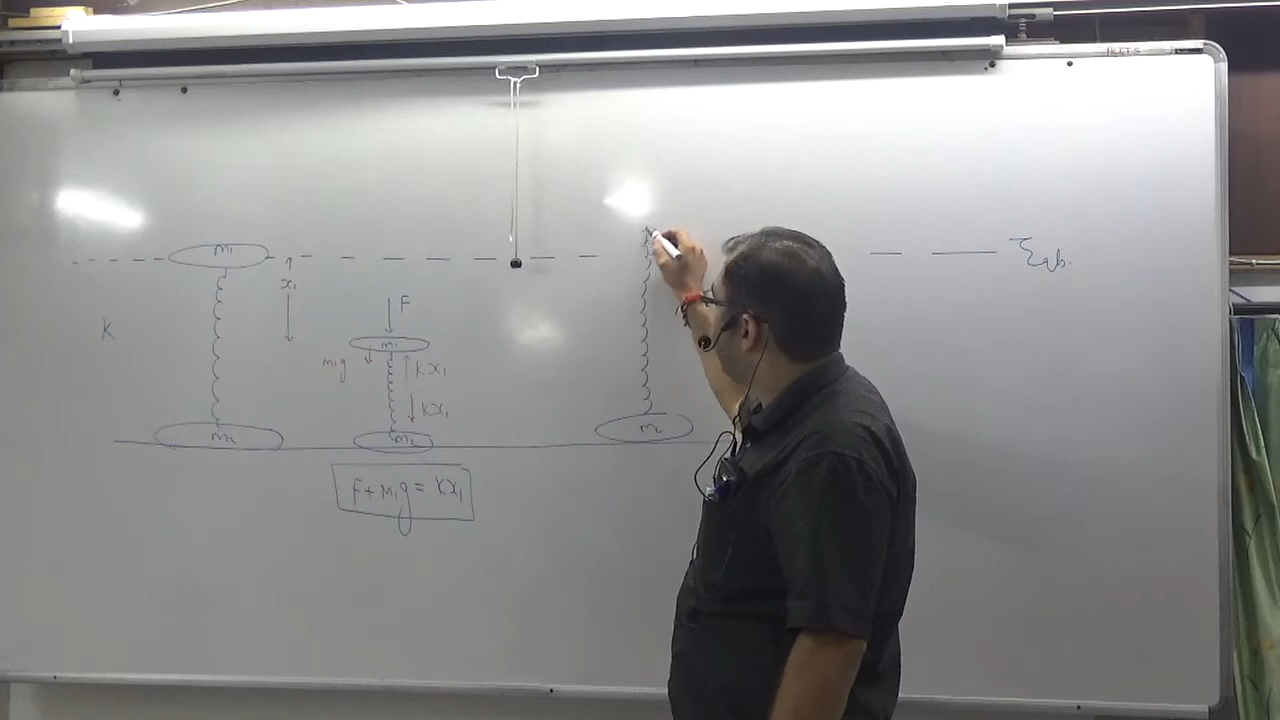 m₁
x₁
Eqb.
K
F
m₁
m₁g
Kx₁
Kx₁
m₂
m₂
m₂
F + m₁g = Kx₁